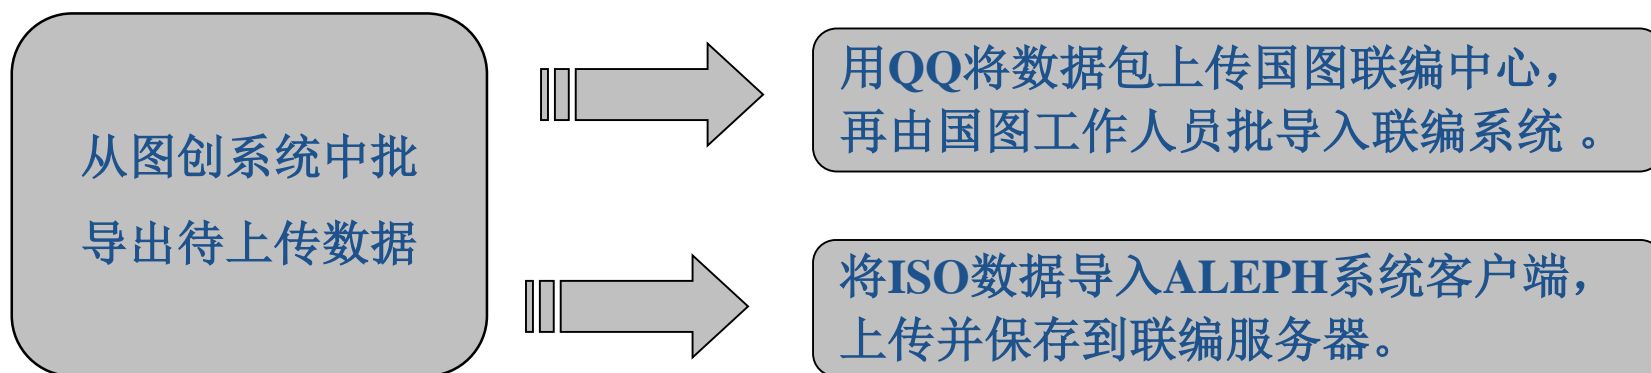 从图创系统中批
导出待上传数据
用QQ将数据包上传国图联编中心，
再由国图工作人员批导入联编系统 。
将ISO数据导入ALEPH系统客户端，
上传并保存到联编服务器。